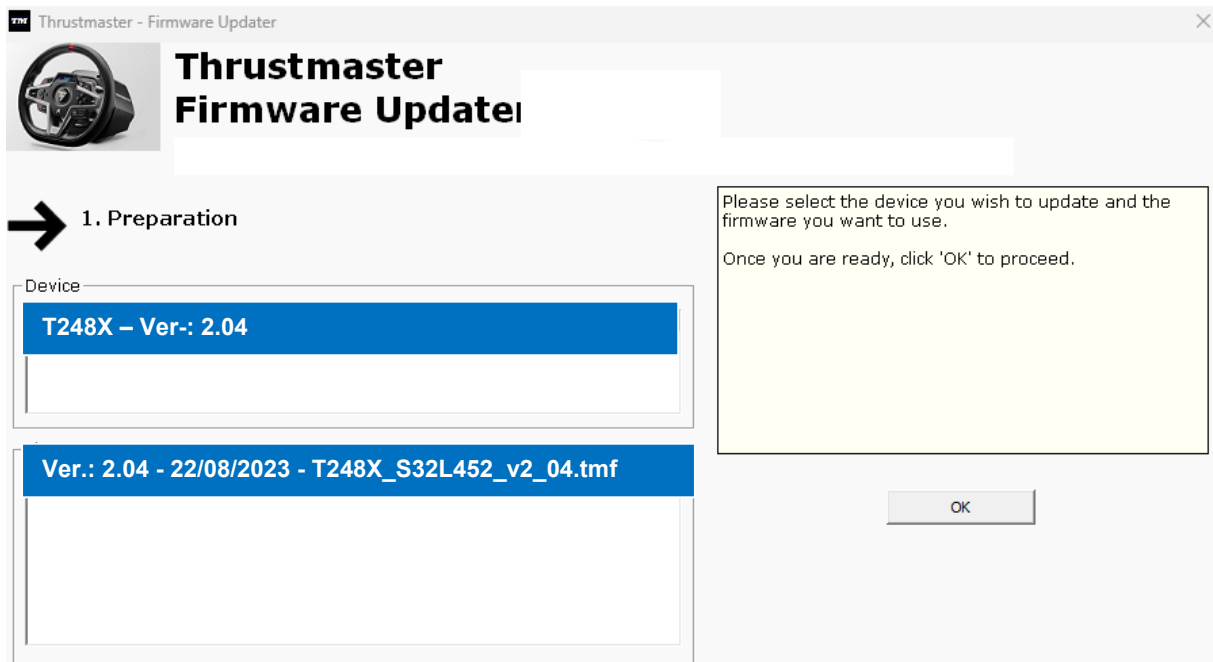 TM Thrustmaster - Firmware Updater
Thrustmaster
Firmware Updater
1. Preparation
Please select the device you wish to update and the
firmware you want to use.
Once you are ready, click 'OK' to proceed.
Device
T248X – Ver-: 2.04
Ver.: 2.04 - 22/08/2023 - T248X_S32L452_v2_04.tmf
OK